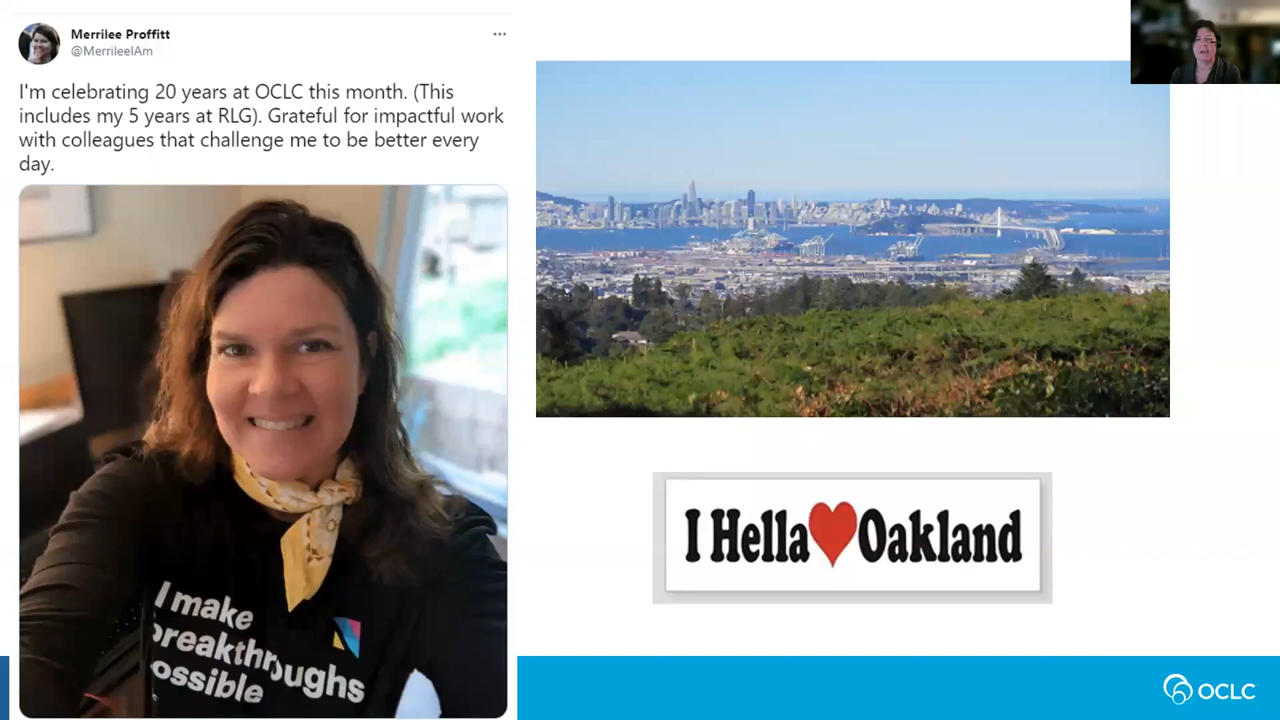 Merrilee Proffitt
@MerrileeIAm
I'm celebrating 20 years at OCLC this month. (This
includes my 5 years at RLG). Grateful for impactful work
with colleagues that challenge me to be better every
day.
I make
breakthroughs
possible
I Hella Oakland
OCLC